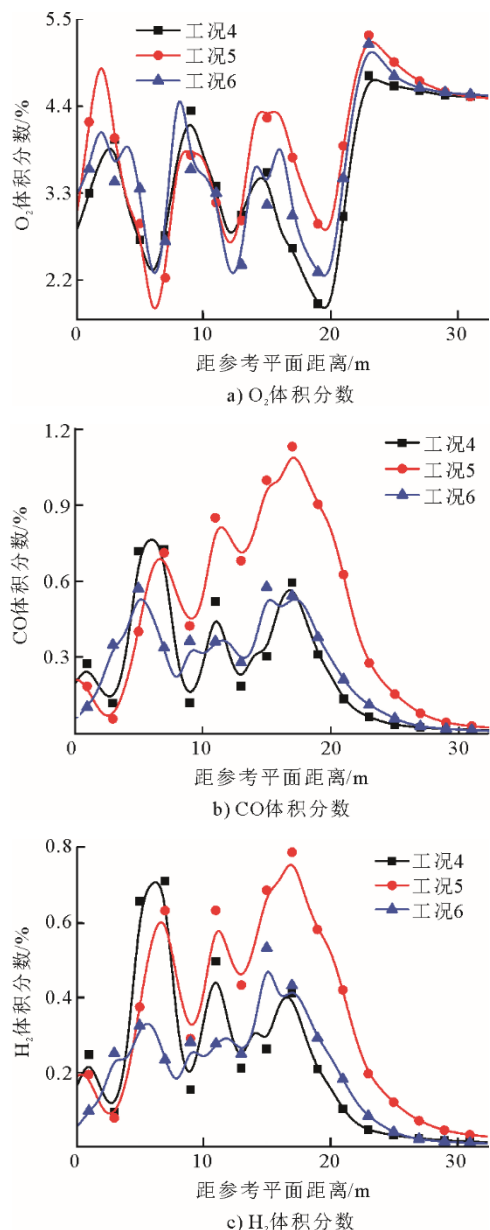 5.5
4.4
3.3
2.2
O₂体积分数/%
工况4
工况5
工况6
0 10 20 30
距参考平面距离/m
a) O₂体积分数
1.2
0.9
0.6
0.3
CO体积分数/%
工况4
工况5
工况6
0 10 20 30
距参考平面距离/m
b) CO体积分数
0.8
0.6
0.4
0.2
H₂体积分数/%
工况4
工况5
工况6
0 10 20 30
距参考平面距离/m
c) H₂体积分数